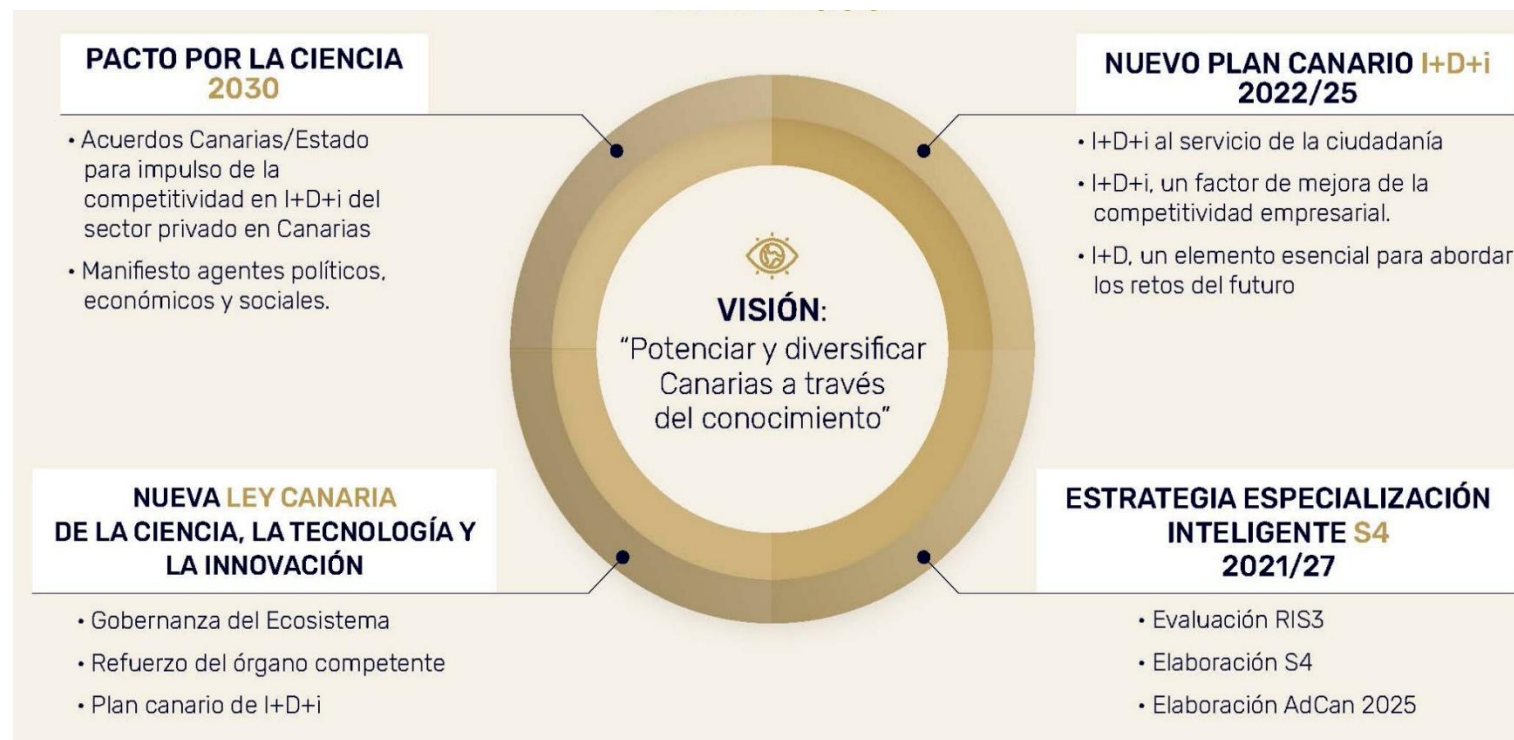 PACTO POR LA CIENCIA
2030
• Acuerdos Canarias/Estado
para impulso de la
competitividad en I+D+i del
sector privado en Canarias
• Manifiesto agentes políticos,
económicos y sociales.
NUEVO PLAN CANARIO I+D+i
2022/25
• I+D+i al servicio de la ciudadanía
• I+D+i, un factor de mejora de la
competitividad empresarial.
• I+D, un elemento esencial para abordar
los retos del futuro
VISIÓN:
“Potenciar y diversificar
Canarias a través
del conocimiento”
NUEVA LEY CANARIA
DE LA CIENCIA, LA TECNOLOGÍA Y
LA INNOVACIÓN
• Gobernanza del Ecosistema
• Refuerzo del órgano competente
• Plan canario de I+D+i
ESTRATEGIA ESPECIALIZACIÓN
INTELIGENTE S4
2021/27
• Evaluación RIS3
• Elaboración S4
• Elaboración AdCan 2025